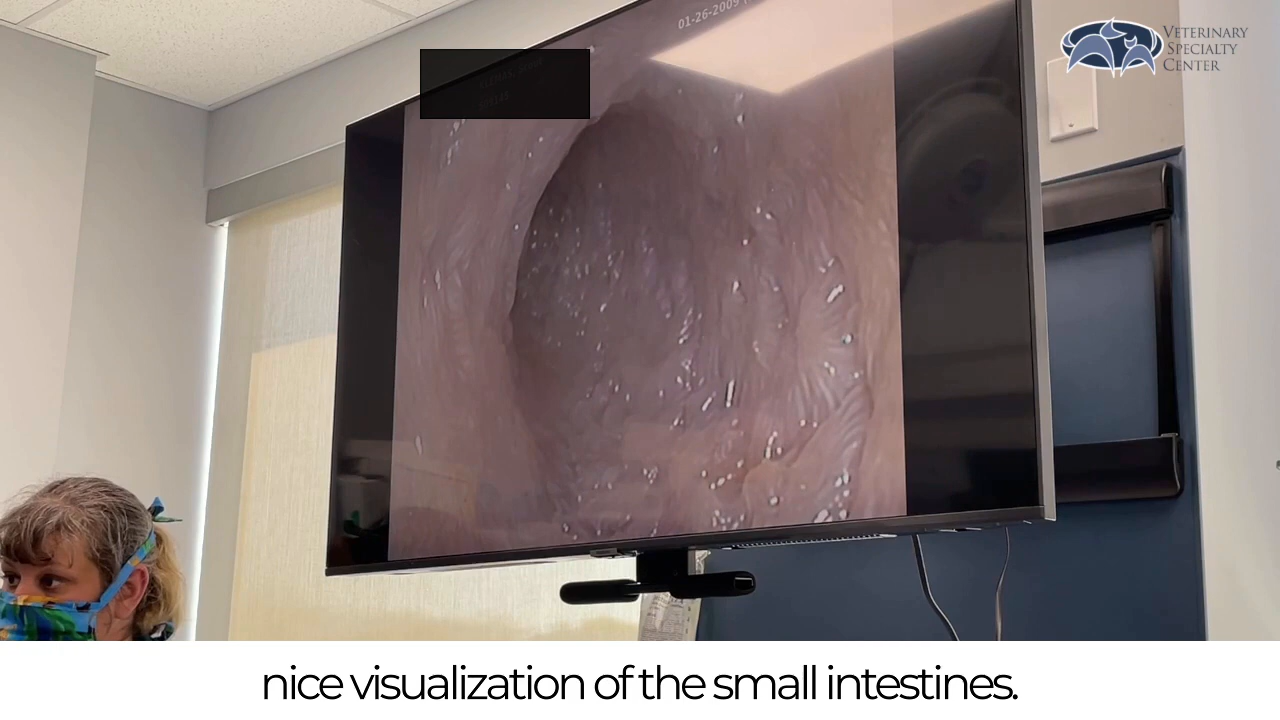 01-26-2009
VETERINARY
SPECIALTY
CENTER
nice visualization of the small intestines.